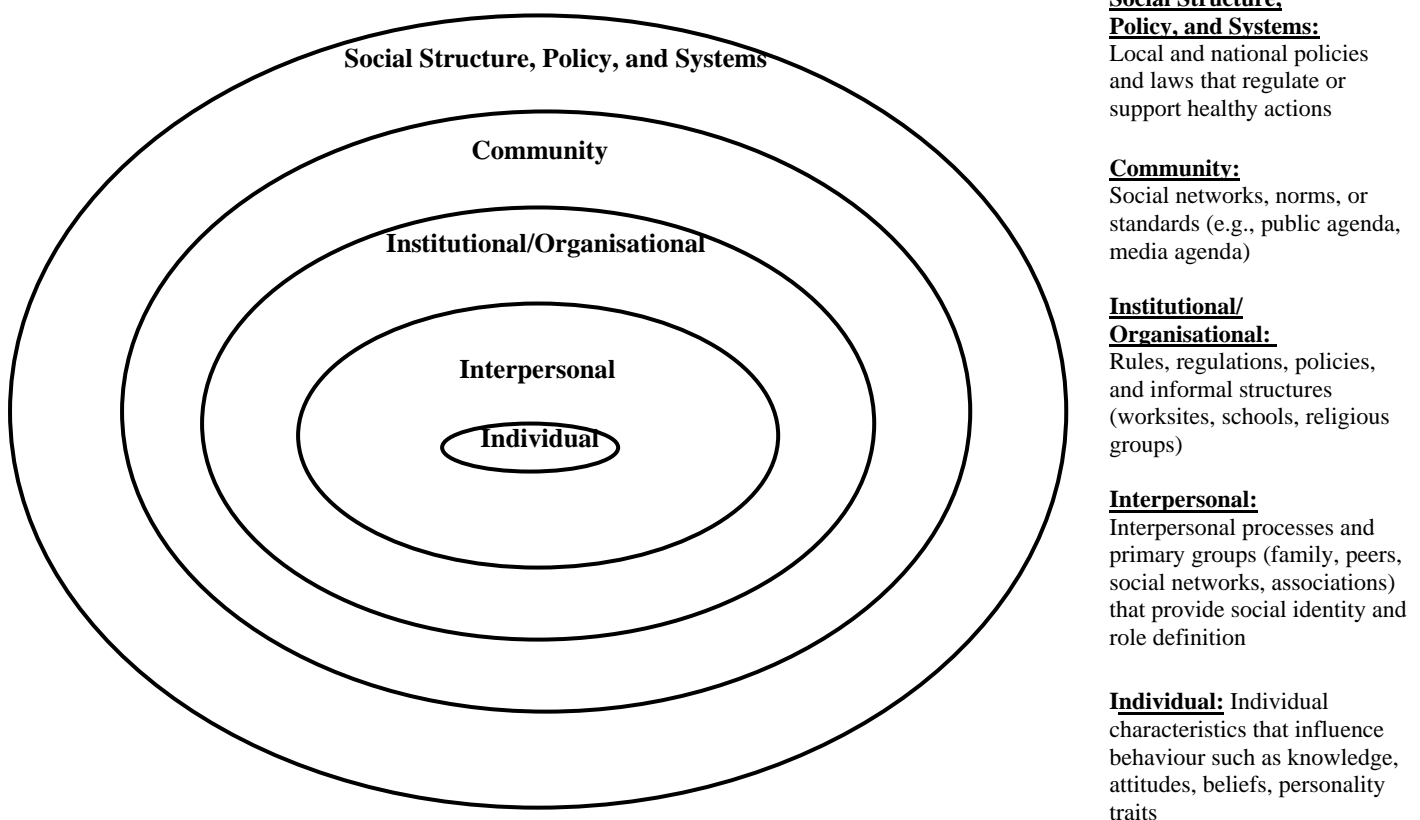 Social Structure, Policy, and Systems
Community
Institutional/Organisational
Interpersonal
Individual
Social Structure,
Policy, and Systems:
Local and national policies
and laws that regulate or
support healthy actions
Community:
Social networks, norms, or
standards (e.g., public agenda,
media agenda)
Institutional/
Organisational:
Rules, regulations, policies,
and informal structures
(worksites, schools, religious
groups)
Interpersonal:
Interpersonal processes and
primary groups (family, peers,
social networks, associations)
that provide social identity and
role definition
Individual: Individual
characteristics that influence
behaviour such as knowledge,
attitudes, beliefs, personality
traits